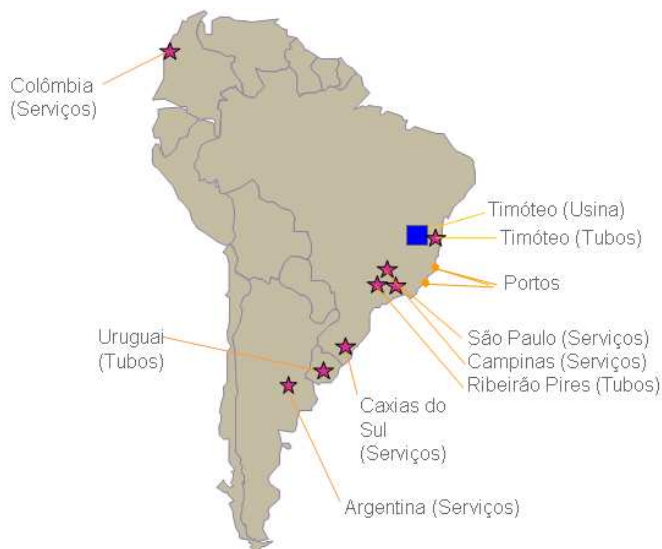 Colômbia
(Serviços)
Timóteo (Usina)
Timóteo (Tubos)
Portos
São Paulo (Serviços)
Campinas (Serviços)
Ribeirão Pires (Tubos)
Uruguai
(Tubos)
Caxias do
Sul
(Serviços)
Argentina (Serviços)